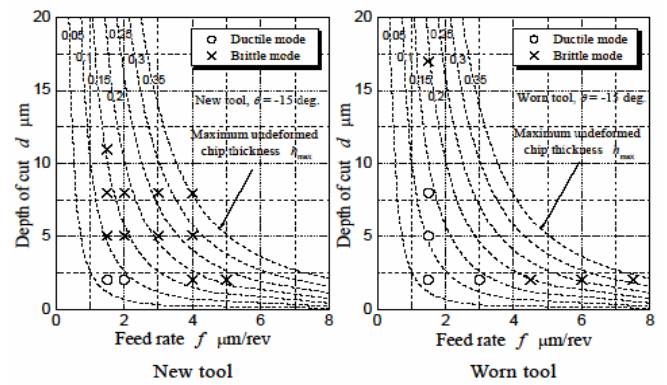 Ductile mode
Brittle mode
0.05
0.1
0.15
0.2
0.25
0.3
0.35
New tool, θ = -15 deg.
Maximum undeformed
chip thickness hmax
Depth of cut d μm
20
15
10
5
0
0 2 4 6 8
Feed rate f μm/rev
New tool
Ductile mode
Brittle mode
0.05
0.1
0.15
0.2
0.25
0.3
0.35
Worn tool, θ = -15 deg.
Maximum undeformed
chip thickness hmax
Depth of cut d μm
20
15
10
5
0
0 2 4 6 8
Feed rate f μm/rev
Worn tool